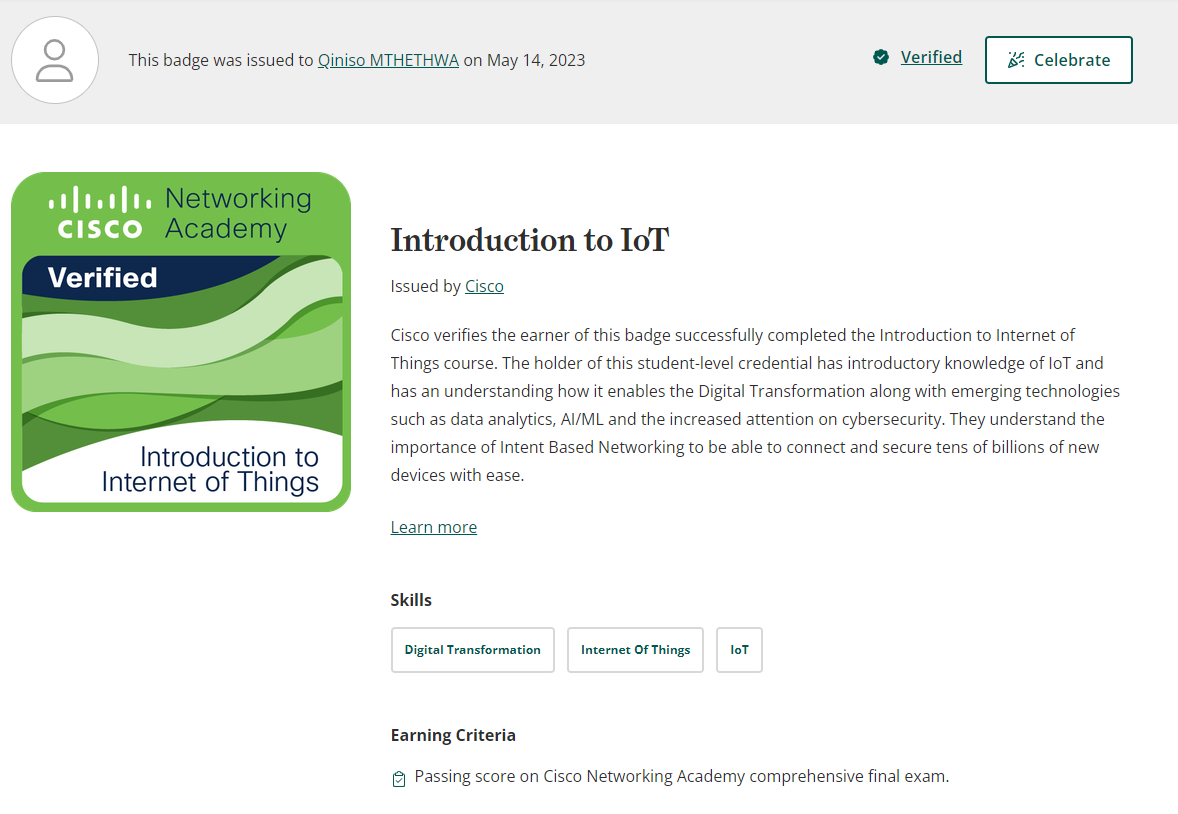 This badge was issued to Qiniso MTHETHWA on May 14, 2023
Verified
Celebrate
Networking
Academy
CISCO
Verified
Introduction to
Internet of Things
Introduction to IoT
Issued by Cisco
Cisco verifies the earner of this badge successfully completed the Introduction to Internet of
Things course. The holder of this student-level credential has introductory knowledge of IoT and
has an understanding how it enables the Digital Transformation along with emerging technologies
such as data analytics, AI/ML and the increased attention on cybersecurity. They understand the
importance of Intent Based Networking to be able to connect and secure tens of billions of new
devices with ease.
Learn more
Skills
Digital Transformation
Internet Of Things
IoT
Earning Criteria
Passing score on Cisco Networking Academy comprehensive final exam.